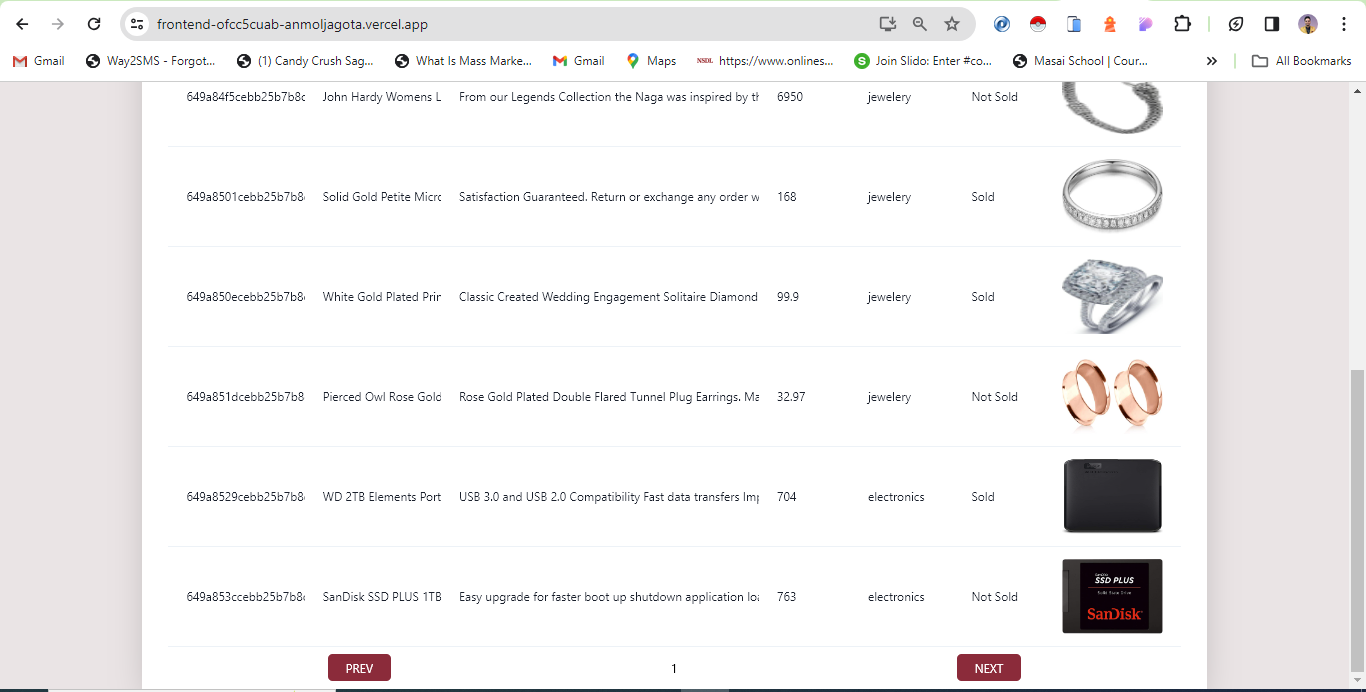 frontend-ofcc5cuab-anmoljagota.vercel.app
Gmail Way2SMS - Forgot... (1) Candy Crush Sag... What Is Mass Marke... Gmail Maps NSDL https://www.onlines... S Join Slido: Enter #co... Masai School | Cour... » All Bookmarks
649a84f5cebb25b7b8c John Hardy Womens L From our Legends Collection the Naga was inspired by th 6950 jewelery Not Sold
649a8501cebb25b7b8 Solid Gold Petite Micro Satisfaction Guaranteed. Return or exchange any order w 168 jewelery Sold
649a850ecebb25b7b8 White Gold Plated Prin Classic Created Wedding Engagement Solitaire Diamond 99.9 jewelery Sold
649a851dcebb25b7b8 Pierced Owl Rose Gold Rose Gold Plated Double Flared Tunnel Plug Earrings. Ma 32.97 jewelery Not Sold
649a8529cebb25b7b8 WD 2TB Elements Port USB 3.0 and USB 2.0 Compatibility Fast data transfers Imp 704 electronics Sold
649a853ccebb25b7b8 SanDisk SSD PLUS 1TB Easy upgrade for faster boot up shutdown application loa 763 electronics Not Sold
SSD PLUS
Solid State Drive
SanDisk
PREV 1 NEXT